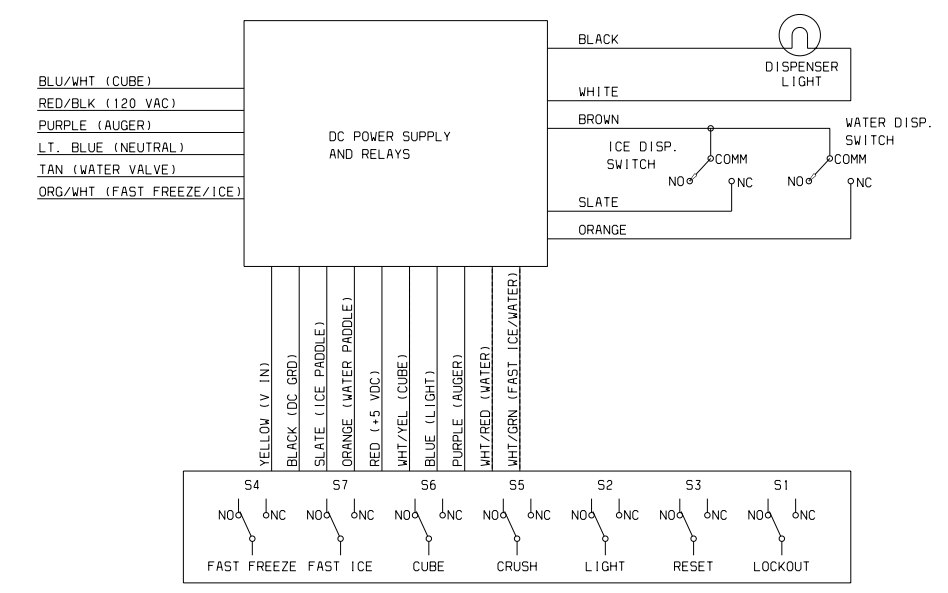 BLACK
DISPENSER
LIGHT
BLU/WHT (CUBE)
RED/BLK (120 VAC)
PURPLE (AUGER)
LT. BLUE (NEUTRAL)
TAN (WATER VALVE)
ORG/WHT (FAST FREEZE/ICE)
DC POWER SUPPLY
AND RELAYS
WHITE
BROWN
ICE DISP.
SWITCH
COMM
NO
NC
WATER DISP.
SWITCH
COMM
NO
NC
SLATE
ORANGE
YELLOW (V IN)
BLACK (DC GRD)
SLATE (ICE PADDLE)
ORANGE (WATER PADDLE)
RED (+5 VDC)
WHT/YEL (CUBE)
BLUE (LIGHT)
PURPLE (AUGER)
WHT/RED (WATER)
WHT/GRN (FAST ICE/WATER)
S4
NO NC
FAST FREEZE
S7
NO NC
FAST ICE
S6
NO NC
CUBE
S5
NO NC
CRUSH
S2
NO NC
LIGHT
S3
NO NC
RESET
S1
NO NC
LOCKOUT